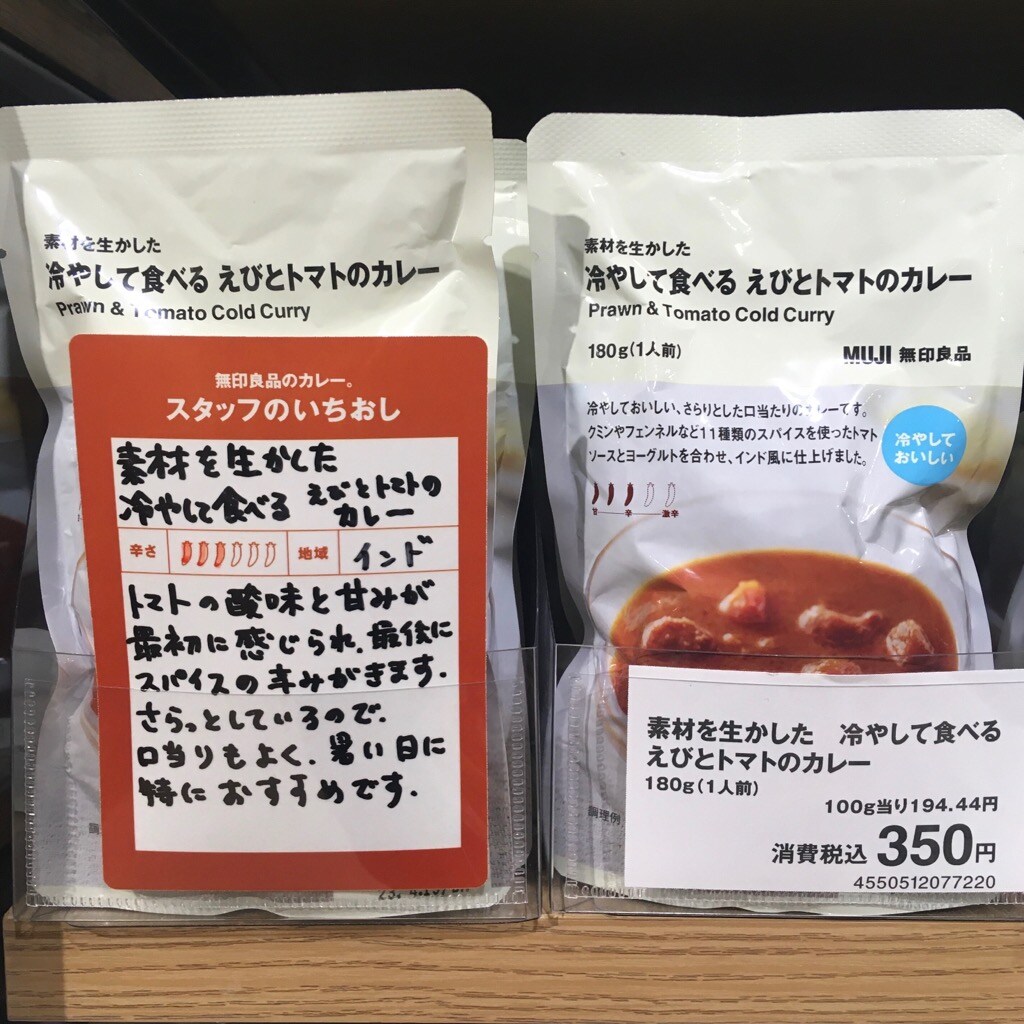 素材を生かした
冷やして食べる えびとトマトのカレー
Prawn & Tomato Cold Curry
無印良品のカレー。
スタッフのいちおし
素材を生かした
冷やして食べる えびとトマトの
カレー
辛さ 地域 インド
トマトの酸味と甘みが
最初に感じられ、最後に
スパイスの辛みがきます.
さらっとしているので、
口当りもよく、暑い日に
特におすすめです.
素材を生かした
冷やして食べる えびとトマトのカレー
Prawn & Tomato Cold Curry
180g(1人前)
MUJI 無印良品
冷やしておいしい、さらりとした口当たりのカレーです。
クミンやフェンネルなど11種類のスパイスを使ったトマト
ソースとヨーグルトを合わせ、インド風に仕上げました。
冷やして
おいしい
甘 辛 激辛
調理例
素材を生かした 冷やして食べる
えびとトマトのカレー
180g(1人前)
100g当り194.44円
消費税込 350円
4550512077220